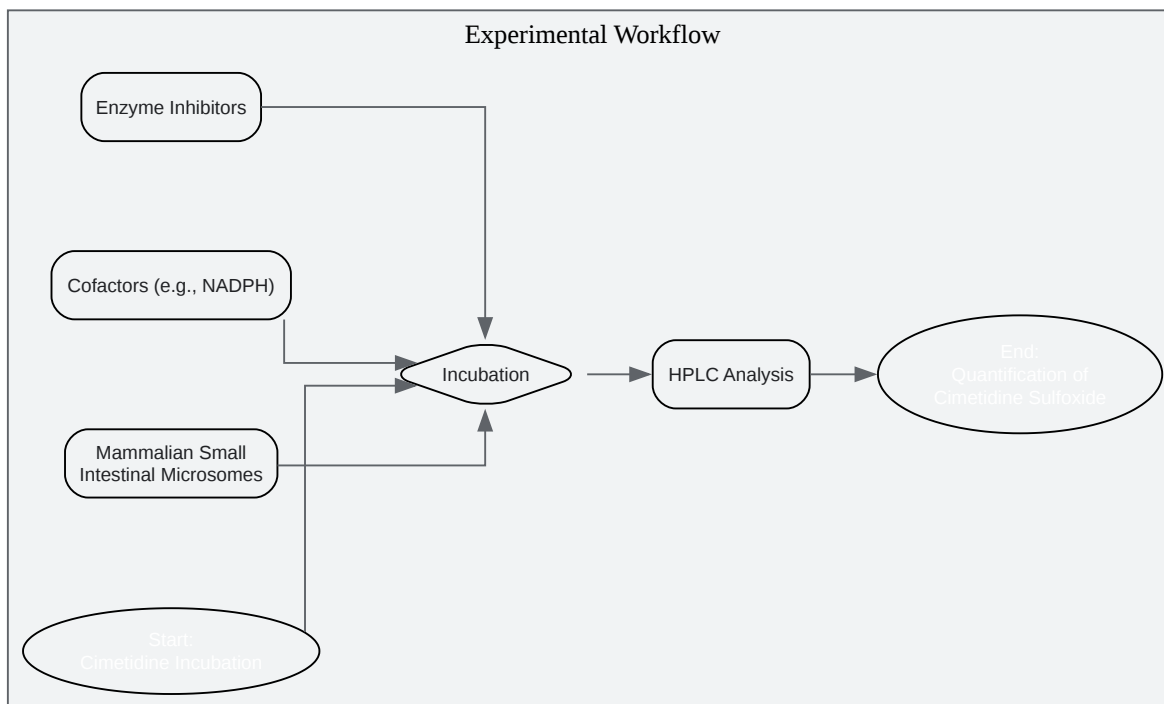 Experimental Workflow
Enzyme Inhibitors
Cofactors (e.g., NADPH)
Incubation
HPLC Analysis
End:
Quantification of
Cimetidine Sulfoxide
Mammalian Small
Intestinal Microsomes
Start:
Cimetidine Incubation